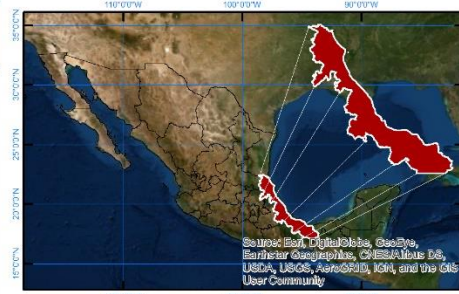 110°0'0"W
100°0'0"W
90°0'0"W
35°0'0"N
30°0'0"N
25°0'0"N
20°0'0"N
15°0'0"N
Source: Esri, DigitalGlobe, GeoEye,
Earthstar Geographics, CNES/Airbus DS,
USDA, USGS, AeroGRID, IGN, and the GIS
User Community